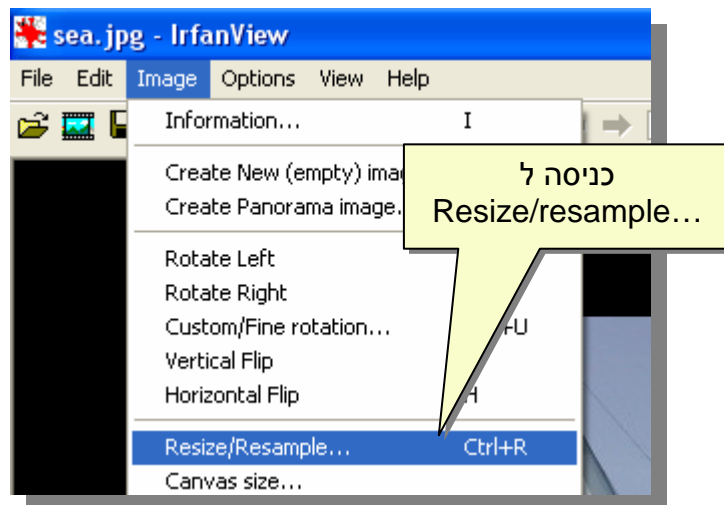 sea.jpg - IrfanView
File Edit Image Options View Help
Information... I
Create New (empty)
Create Panorama image.
כניסה ל
Resize/resample…
Rotate Left
Rotate Right
Custom/Fine rotation... +U
Vertical Flip
Horizontal Flip H
Resize/Resample... Ctrl+R
Canvas size...